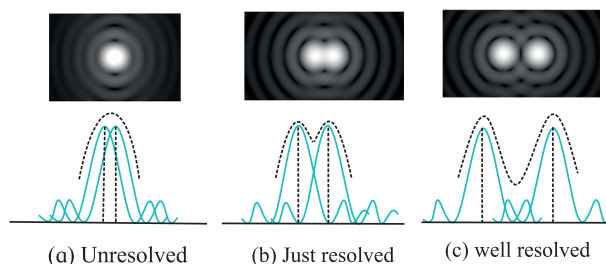 (a) Unresolved
(b) Just resolved
(c) well resolved